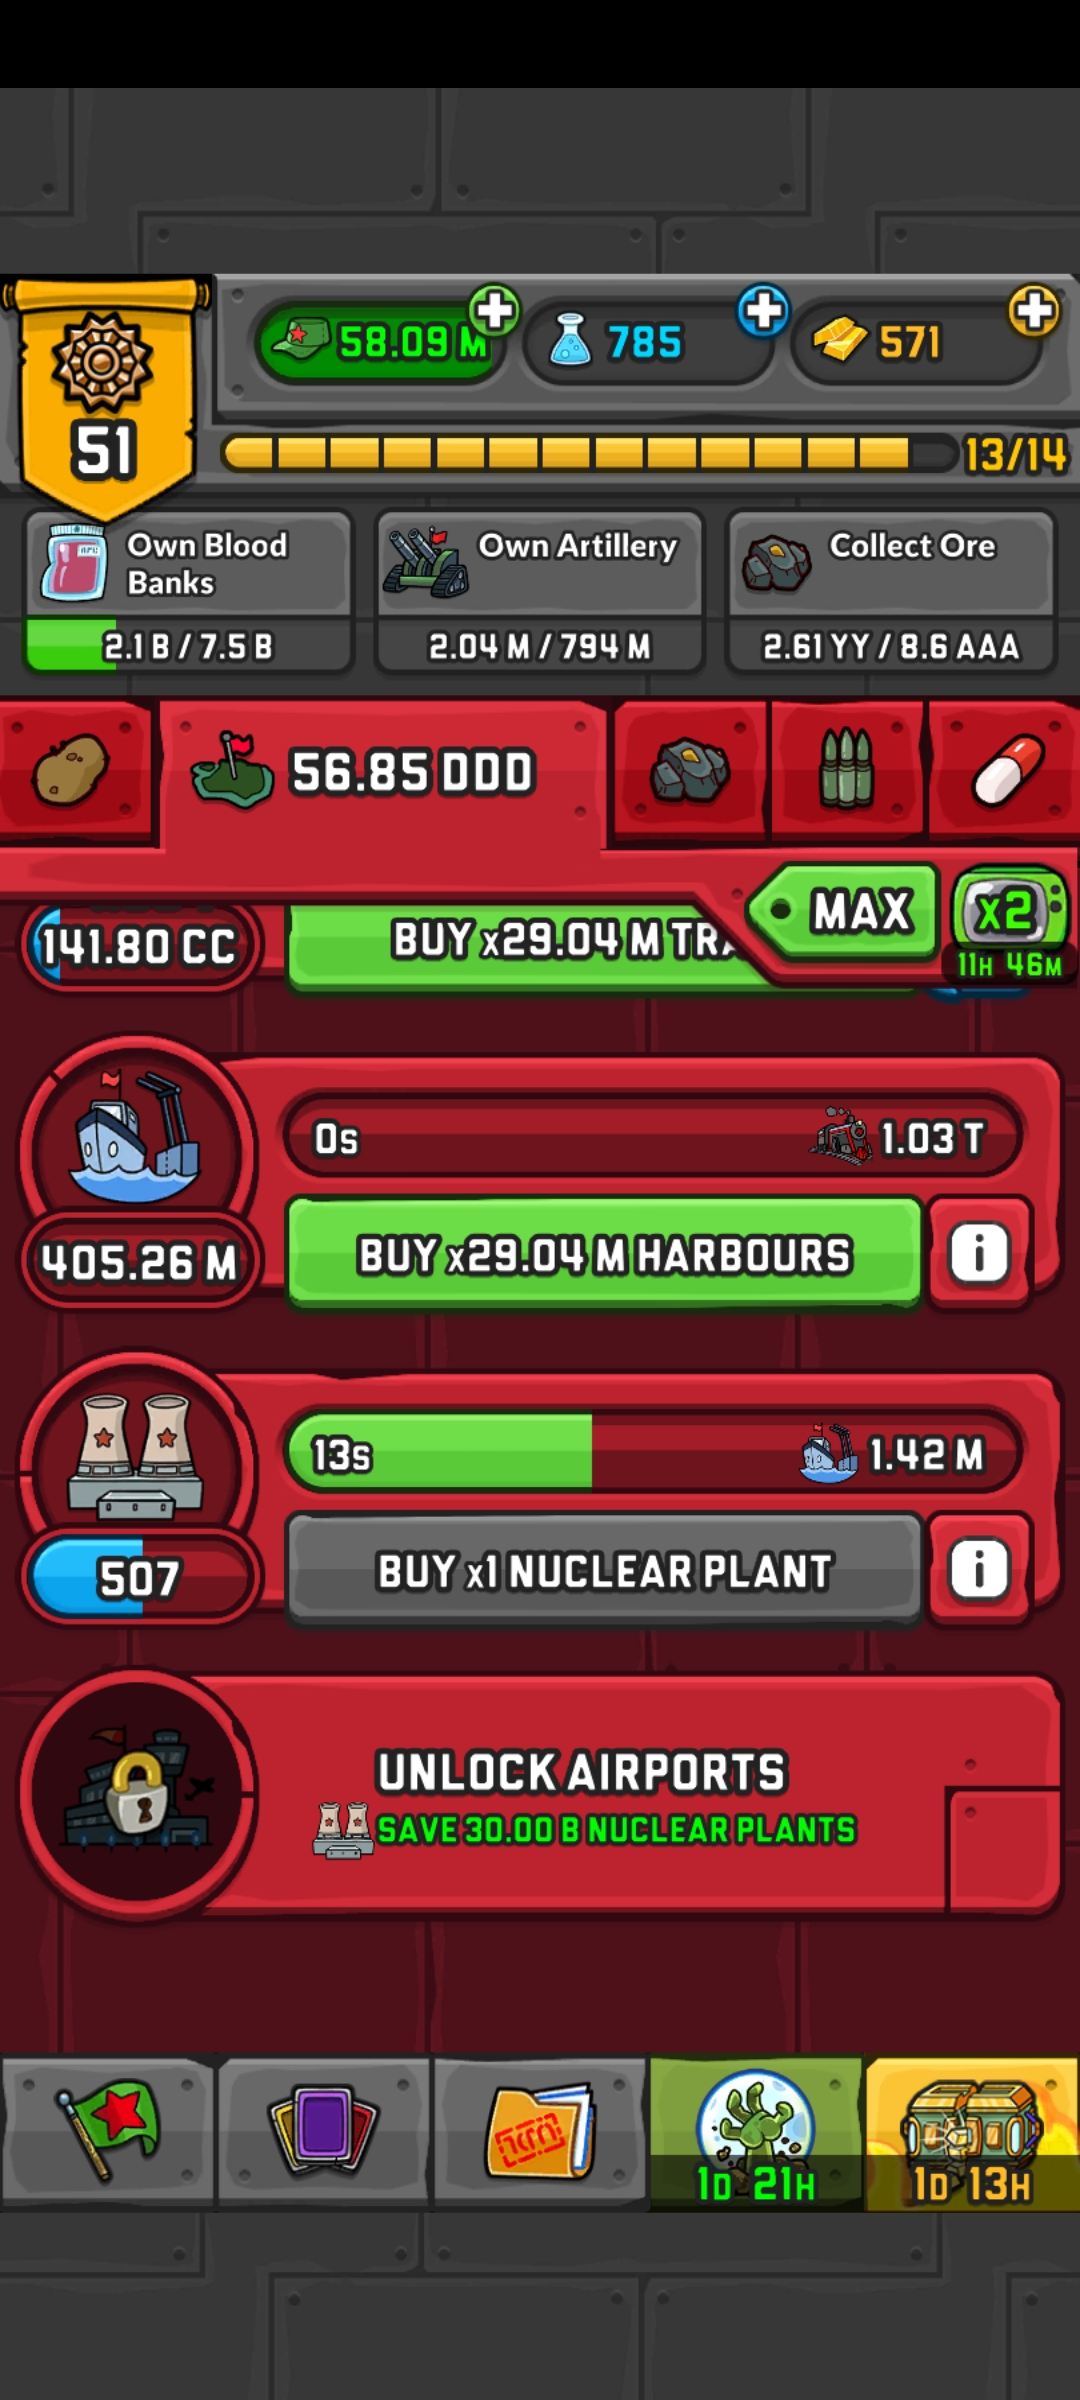 58.09 M
785
571
51
13/14
Own Blood
Banks
2.1 B / 7.5 B
Own Artillery
2.04 M / 794 M
Collect Ore
2.61 YY / 8.6 AAA
56.85 DDD
MAX
x2
11H 46M
141.80 CC
BUY x29.04 M
0s
1.03 T
405.26 M
BUY x29.04 M HARBOURS
13s
1.42 M
507
BUY x1 NUCLEAR PLANT
UNLOCK AIRPORTS
SAVE 30.00 B NUCLEAR PLANTS
1D 21H
1D 13H